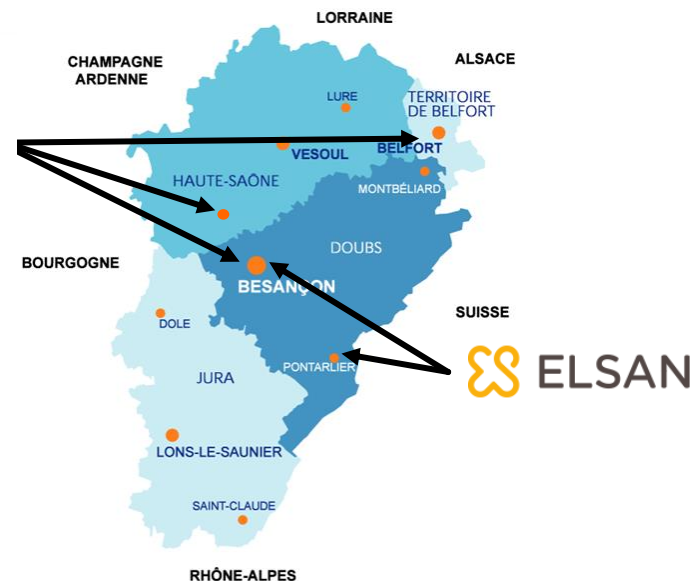 LORRAINE
CHAMPAGNE
ARDENNE
ALSACE
LURE
TERRITOIRE
DE BELFORT
VESOUL
BELFORT
HAUTE-SAÔNE
MONTBÉLIARD
DOUBS
BOURGOGNE
BESANÇON
SUISSE
DOLE
PONTARLIER
ELSAN
JURA
LONS-LE-SAUNIER
SAINT-CLAUDE
RHÔNE-ALPES